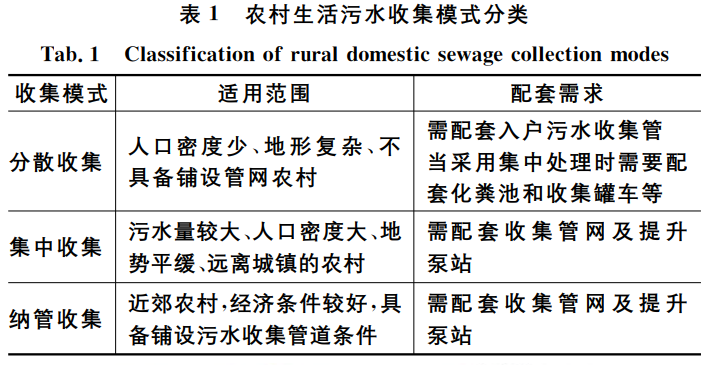 表 1 农村生活污水收集模式分类
Tab. 1 Classification of rural domestic sewage collection modes
收集模式 适用范围 配套需求
分散收集
人口密度少、地形复杂、不
具备铺设管网农村
需配套入户污水收集管
当采用集中处理时需要配
套化粪池和收集罐车等
集中收集
污水量较大、人口密度大、地
势平缓、远离城镇的农村
需配套收集管网及提升
泵站
纳管收集
近郊农村,经济条件较好,具
备铺设污水收集管道条件
需配套收集管网及提升
泵站